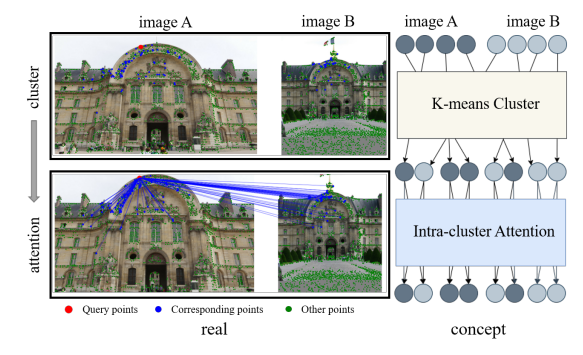 image A
image B
image A
image B
cluster
K-means Cluster
attention
Intra-cluster Attention
Query points
Corresponding points
Other points
real
concept